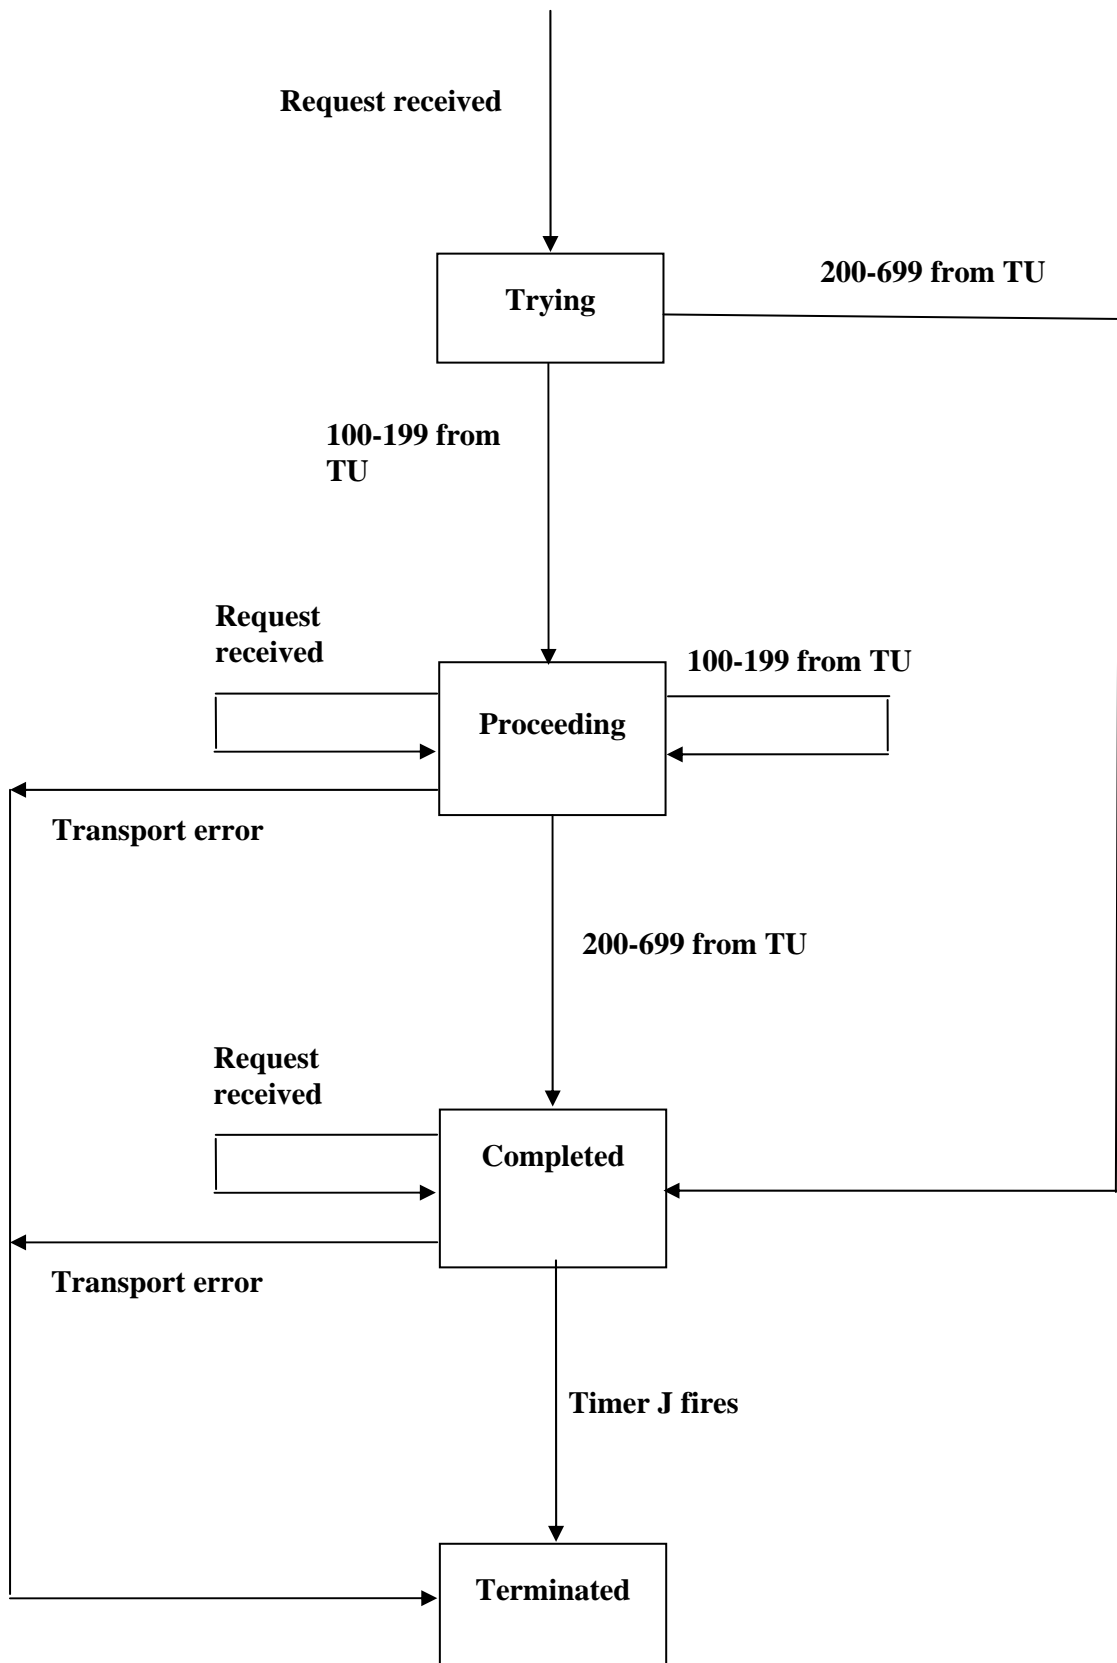 Request received
200-699 from TU
Trying
100-199 from
TU
Request
received
100-199 from TU
Proceeding
Transport error
200-699 from TU
Request
received
Completed
Transport error
Timer J fires
Terminated